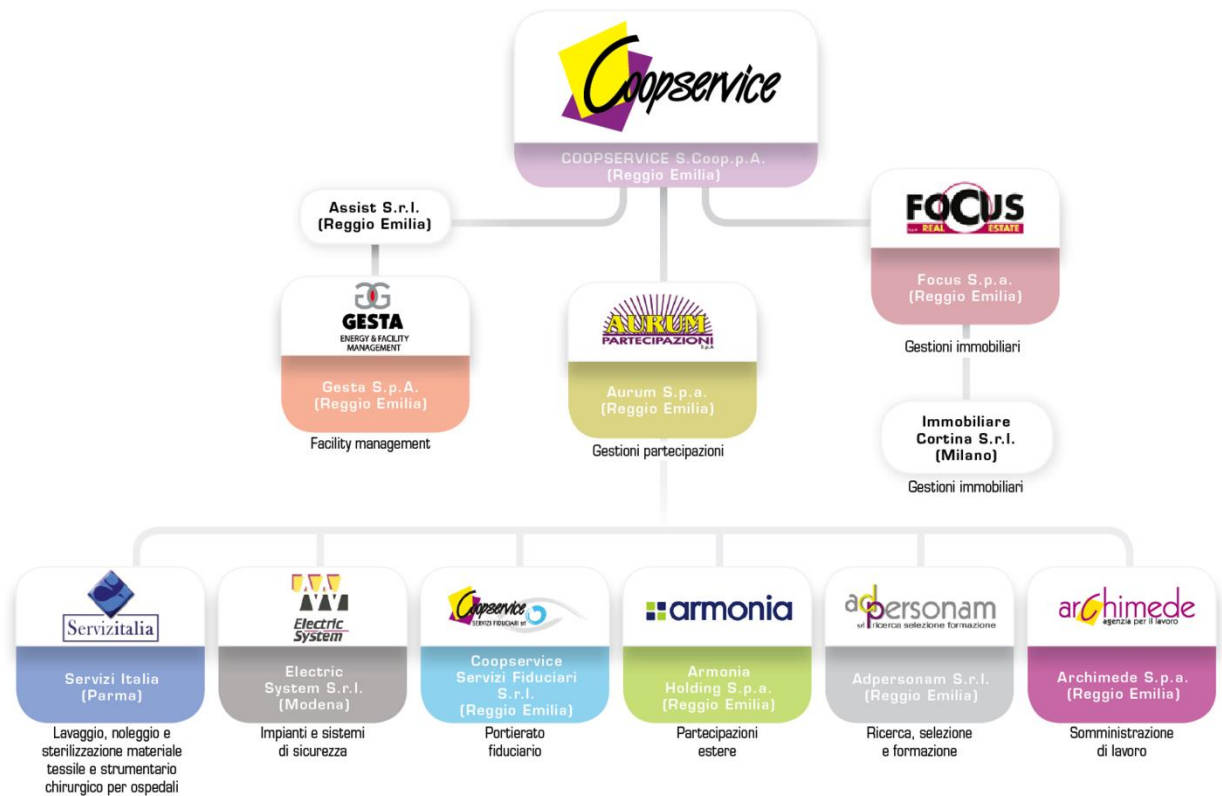 Coopservice
COOPSERVICE S.Coop.p.A.
(Reggio Emilia)
Assist S.r.l.
(Reggio Emilia)
GESTA
ENERGY & FACILITY
MANAGEMENT
Gesta S.p.A.
(Reggio Emilia)
Facility management
AURUM
PARTECIPAZIONI
S.p.A
Aurum S.p.a.
(Reggio Emilia)
Gestioni partecipazioni
FOCUS
REAL ESTATE
Focus S.p.a.
(Reggio Emilia)
Gestioni immobiliari
Immobiliare
Cortina S.r.l.
(Milano)
Gestioni immobiliari
Servizitalia
Servizi Italia
(Parma)
Lavaggio, noleggio e
sterilizzazione materiale
tessile e strumentario
chirurgico per ospedali
Electric
System
Electric
System S.r.l.
(Modena)
Impianti e sistemi
di sicurezza
Coopservice
SERVIZI FIDUCIARI srl
Coopservice
Servizi Fiduciari
S.r.l.
(Reggio Emilia)
Portierato
fiduciario
armonia
Armonia
Holding S.p.a.
(Reggio Emilia)
Partecipazioni
estere
adpersonam
srl ricerca selezione formazione
Adpersonam S.r.l.
(Reggio Emilia)
Ricerca, selezione
e formazione
arChimede
agenzia per il lavoro
Archimede S.p.a.
(Reggio Emilia)
Somministrazione
di lavoro